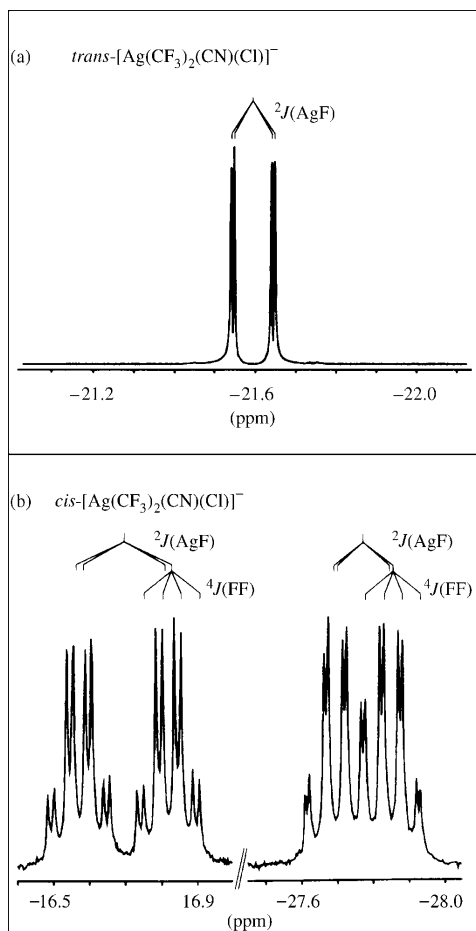 (a) trans-[Ag(CF₃)₂(CN)(Cl)]⁻
²J(AgF)
−21.2 −21.6 −22.0
(ppm)
(b) cis-[Ag(CF₃)₂(CN)(Cl)]⁻
²J(AgF) ²J(AgF)
⁴J(FF) ⁴J(FF)
−16.5 16.9 −27.6 −28.0
(ppm)